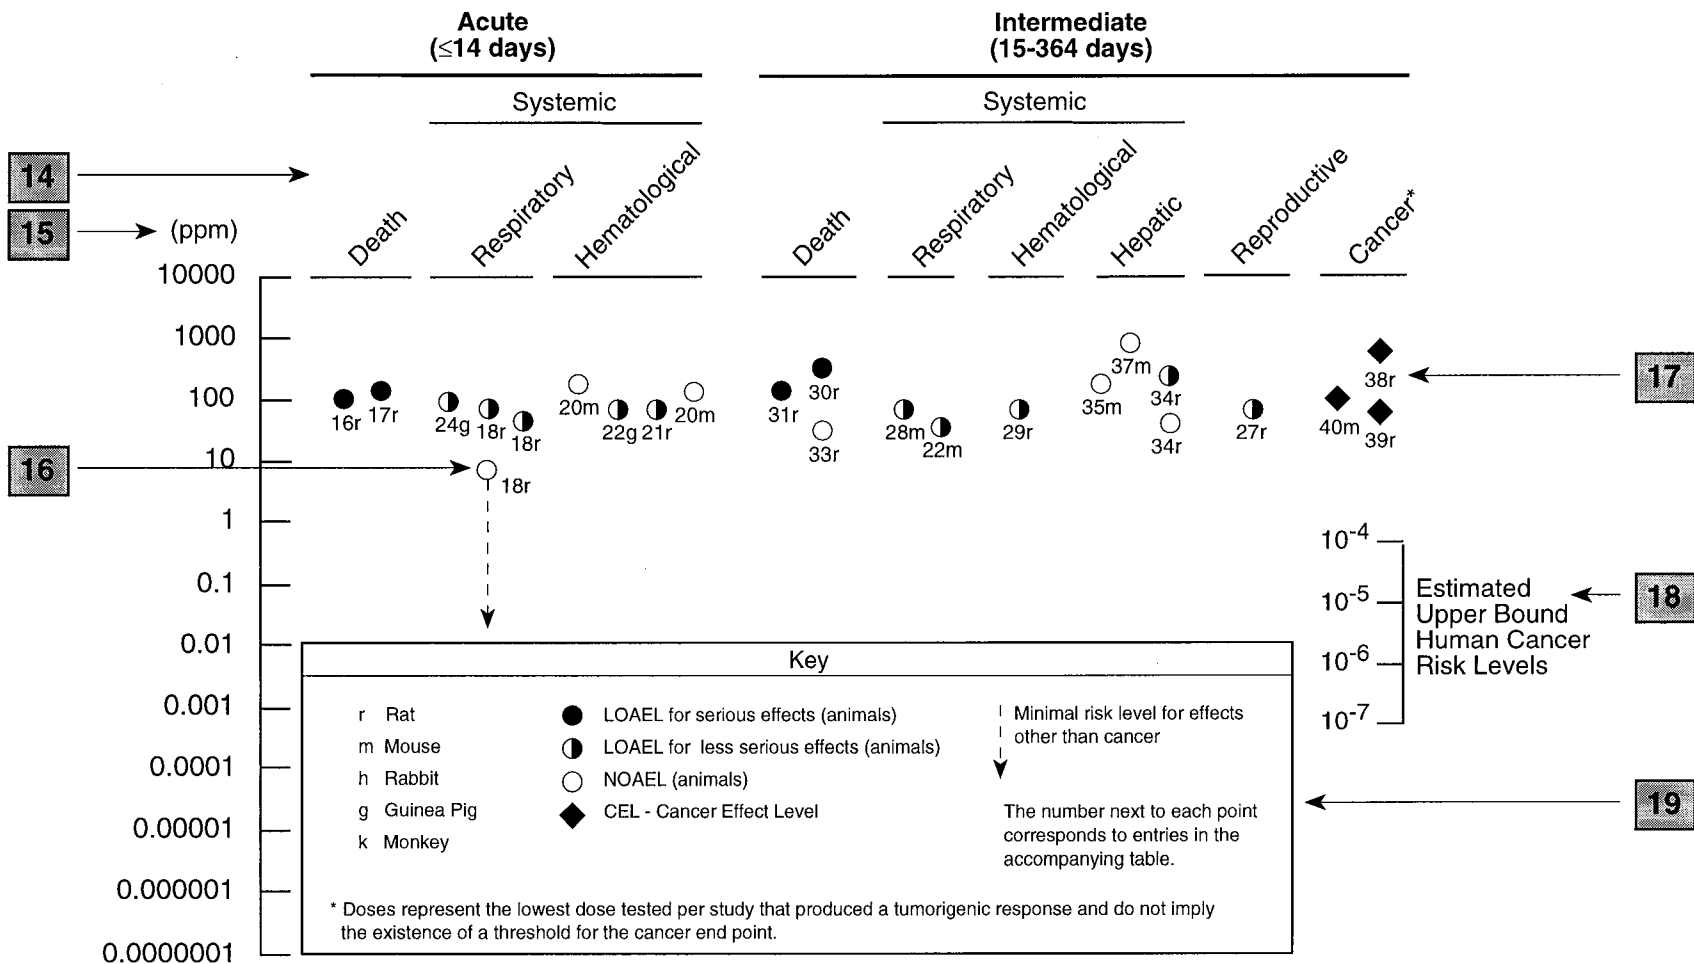 Acute
(≤14 days)
Intermediate
(15-364 days)
Systemic
Systemic
14
15
(ppm)
Death
Respiratory
Hematological
Death
Respiratory
Hematological
Hepatic
Reproductive
Cancer*
10000
1000
100
10
1
0.1
0.01
0.001
0.0001
0.00001
0.000001
0.0000001
16r
17r
24g
18r
18r
18r
20m
22g
21r
20m
31r
30r
33r
28m
22m
29r
35m
37m
34r
34r
27r
40m
38r
39r
16
17
10-4
10-5
10-6
10-7
Estimated
Upper Bound
Human Cancer
Risk Levels
18
19
Key
r Rat
m Mouse
h Rabbit
g Guinea Pig
k Monkey
LOAEL for serious effects (animals)
LOAEL for less serious effects (animals)
NOAEL (animals)
CEL - Cancer Effect Level
Minimal risk level for effects
other than cancer
The number next to each point
corresponds to entries in the
accompanying table.
* Doses represent the lowest dose tested per study that produced a tumorigenic response and do not imply
the existence of a threshold for the cancer end point.